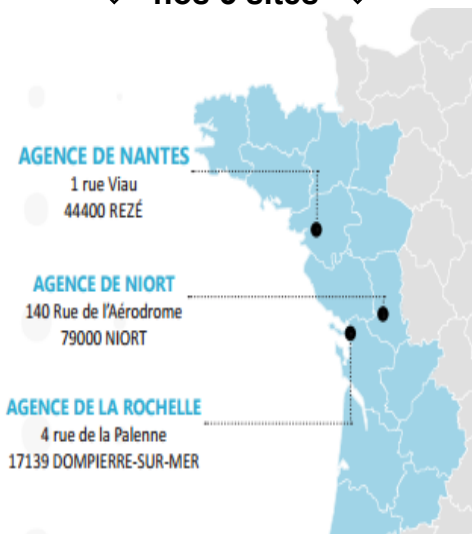 AGENCE DE NANTES
1 rue Viau
44400 REZÉ
AGENCE DE NIORT
140 Rue de l'Aérodrome
79000 NIORT
AGENCE DE LA ROCHELLE
4 rue de la Palenne
17139 DOMPIERRE-SUR-MER